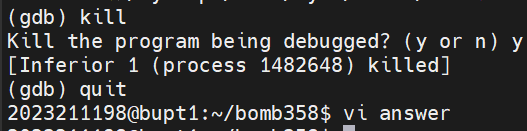 (gdb) kill
Kill the program being debugged? (y or n) y
[Inferior 1 (process 1482648) killed]
(gdb) quit
2023211198@bupt1:~/bomb358$ vi answer